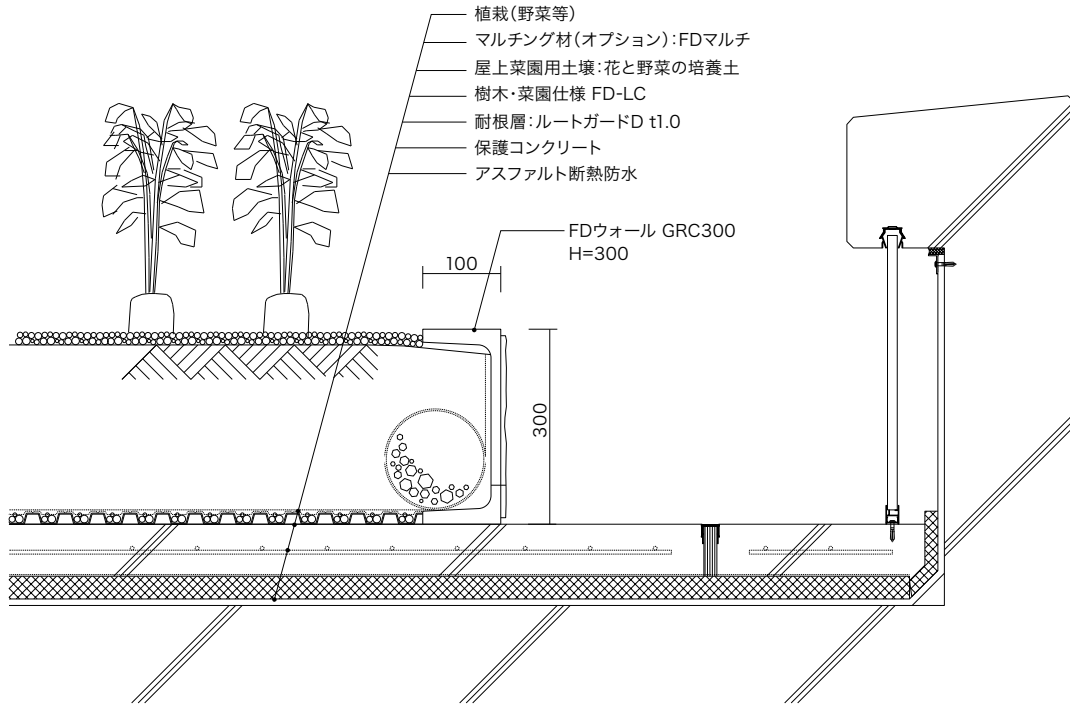 植栽(野菜等)
マルチング材(オプション):FDマルチ
屋上菜園用土壌:花と野菜の培養土
樹木・菜園仕様 FD-LC
耐根層:ルートガードD t1.0
保護コンクリート
アスファルト断熱防水
FDウォール GRC300
H=300
100
300